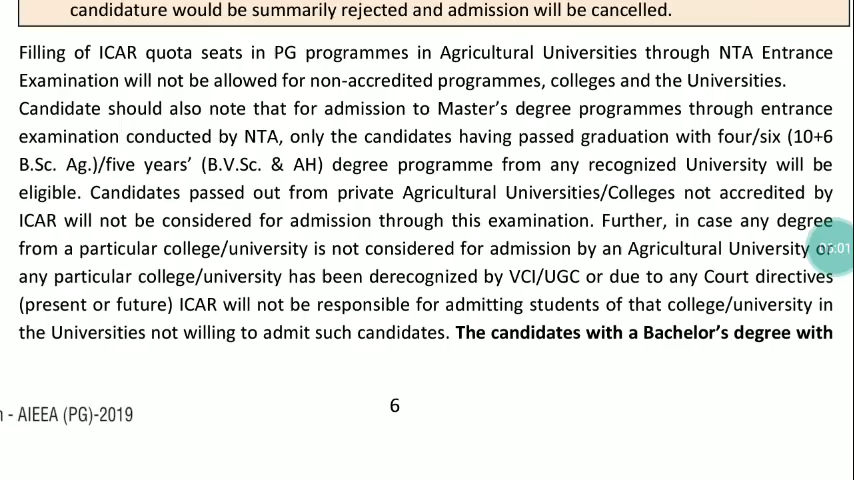 candidature would be summarily rejected and admission will be cancelled.
Filling of ICAR quota seats in PG programmes in Agricultural Universities through NTA Entrance
Examination will not be allowed for non-accredited programmes, colleges and the Universities.
Candidate should also note that for admission to Master's degree programmes through entrance
examination conducted by NTA, only the candidates having passed graduation with four/six (10+6
B.Sc. Ag.)/five years' (B.V.Sc. & AH) degree programme from any recognized University will be
eligible. Candidates passed out from private Agricultural Universities/Colleges not accredited by
ICAR will not be considered for admission through this examination. Further, in case any degree
from a particular college/university is not considered for admission by an Agricultural University or
any particular college/university has been derecognized by VCI/UGC or due to any Court directives
(present or future) ICAR will not be responsible for admitting students of that college/university in
the Universities not willing to admit such candidates. The candidates with a Bachelor's degree with
6
- AIEEA (PG)-2019